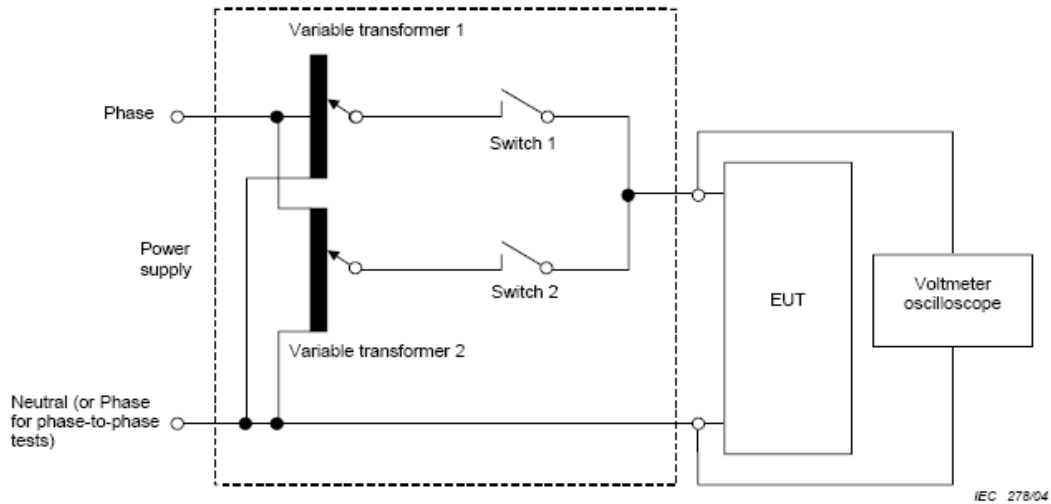 Variable transformer 1
Phase
Switch 1
Power
supply
Switch 2
EUT
Voltmeter
oscilloscope
Variable transformer 2
Neutral (or Phase
for phase-to-phase
tests)
IEC 278/04